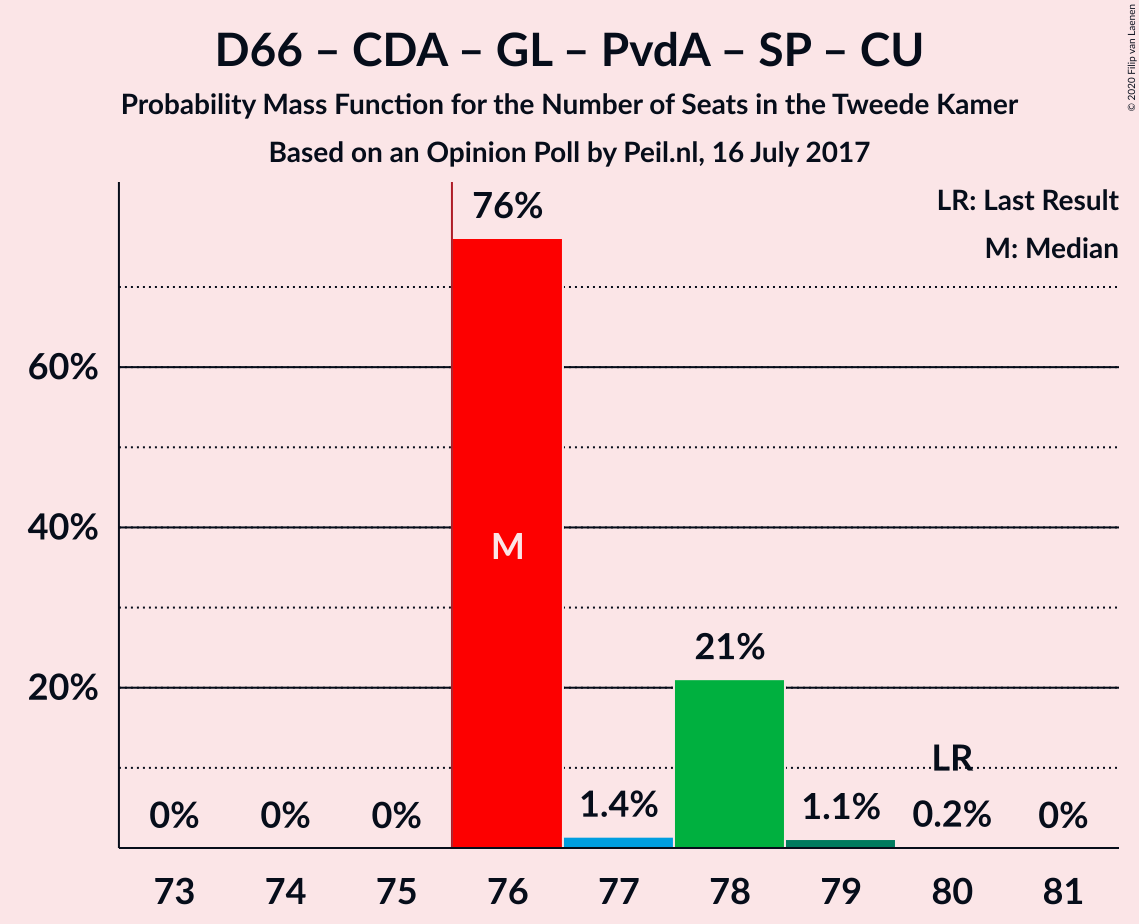 D66 – CDA – GL – PvdA – SP – CU
Probability Mass Function for the Number of Seats in the Tweede Kamer
Based on an Opinion Poll by Peil.nl, 16 July 2017
© 2020 Filip van Laenen
LR: Last Result
M: Median
76%
60%
40%
M
21%
20%
LR
0% 0% 0% 1.4% 1.1% 0.2% 0%
73 74 75 76 77 78 79 80 81